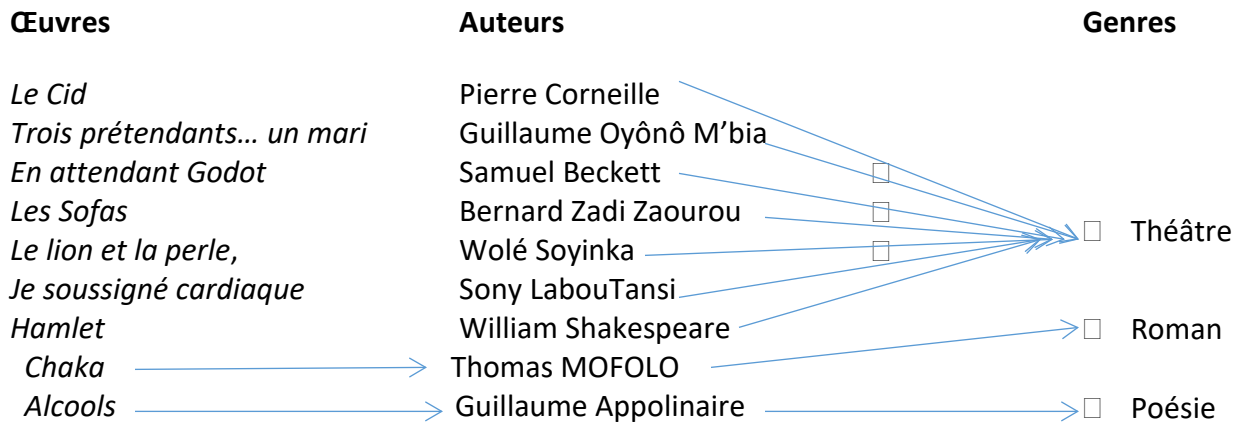 Œuvres Auteurs Genres
Le Cid Pierre Corneille
Trois prétendants… un mari Guillaume Oyônô M’bia
En attendant Godot Samuel Beckett
Les Sofas Bernard Zadi Zaourou
Théâtre
Le lion et la perle, Wolé Soyinka
Je soussigné cardiaque Sony LabouTansi
Hamlet William Shakespeare Roman
Chaka Thomas MOFOLO
Alcools Guillaume Appolinaire Poésie